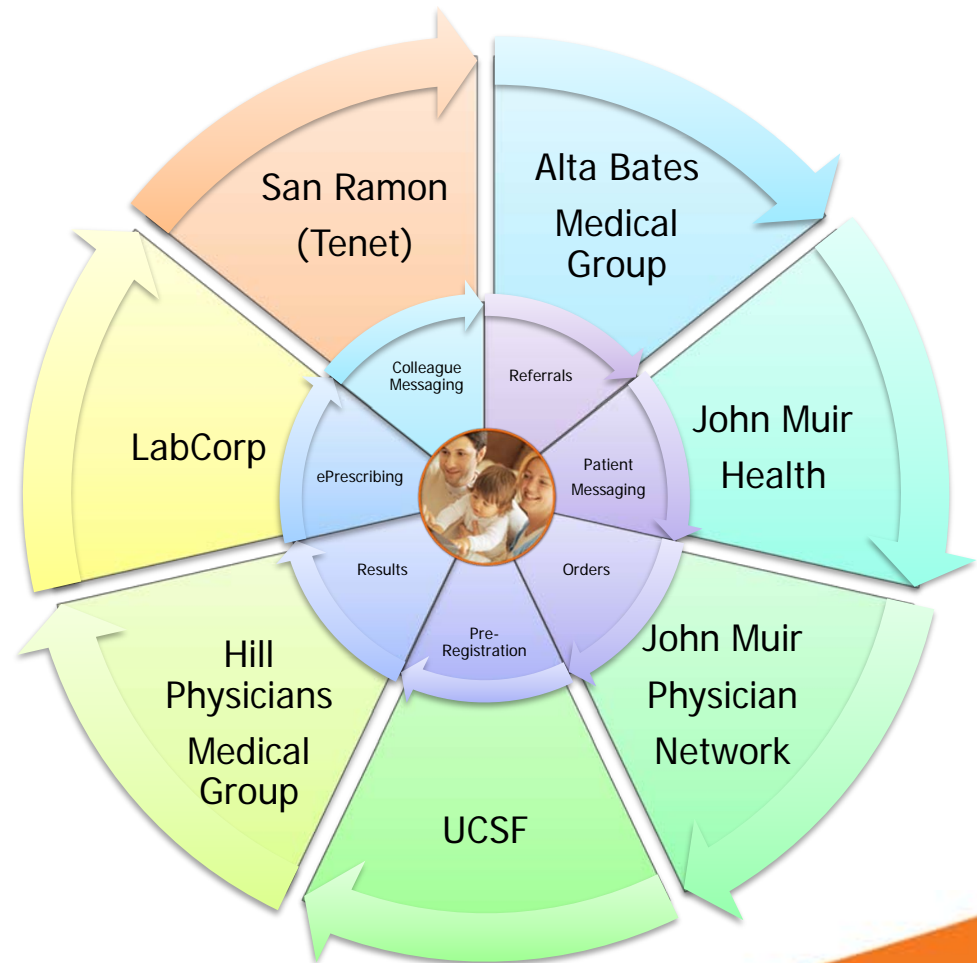 San Ramon
(Tenet)
Alta Bates
Medical
Group
John Muir
Health
John Muir
Physician
Network
UCSF
Hill
Physicians
Medical
Group
LabCorp
Colleague
Messaging
Referrals
Patient
Messaging
Orders
Pre-
Registration
Results
ePrescribing